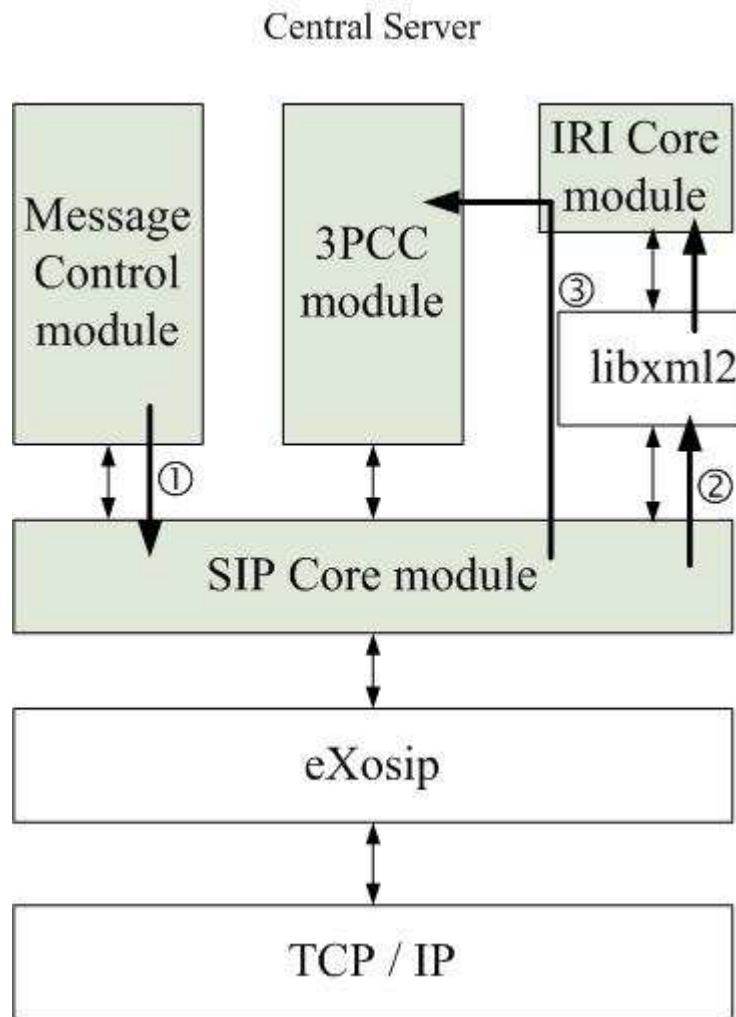 Central Server
Message
Control
module
3PCC
module
IRI Core
module
③
libxml2
①
②
SIP Core module
eXosip
TCP / IP